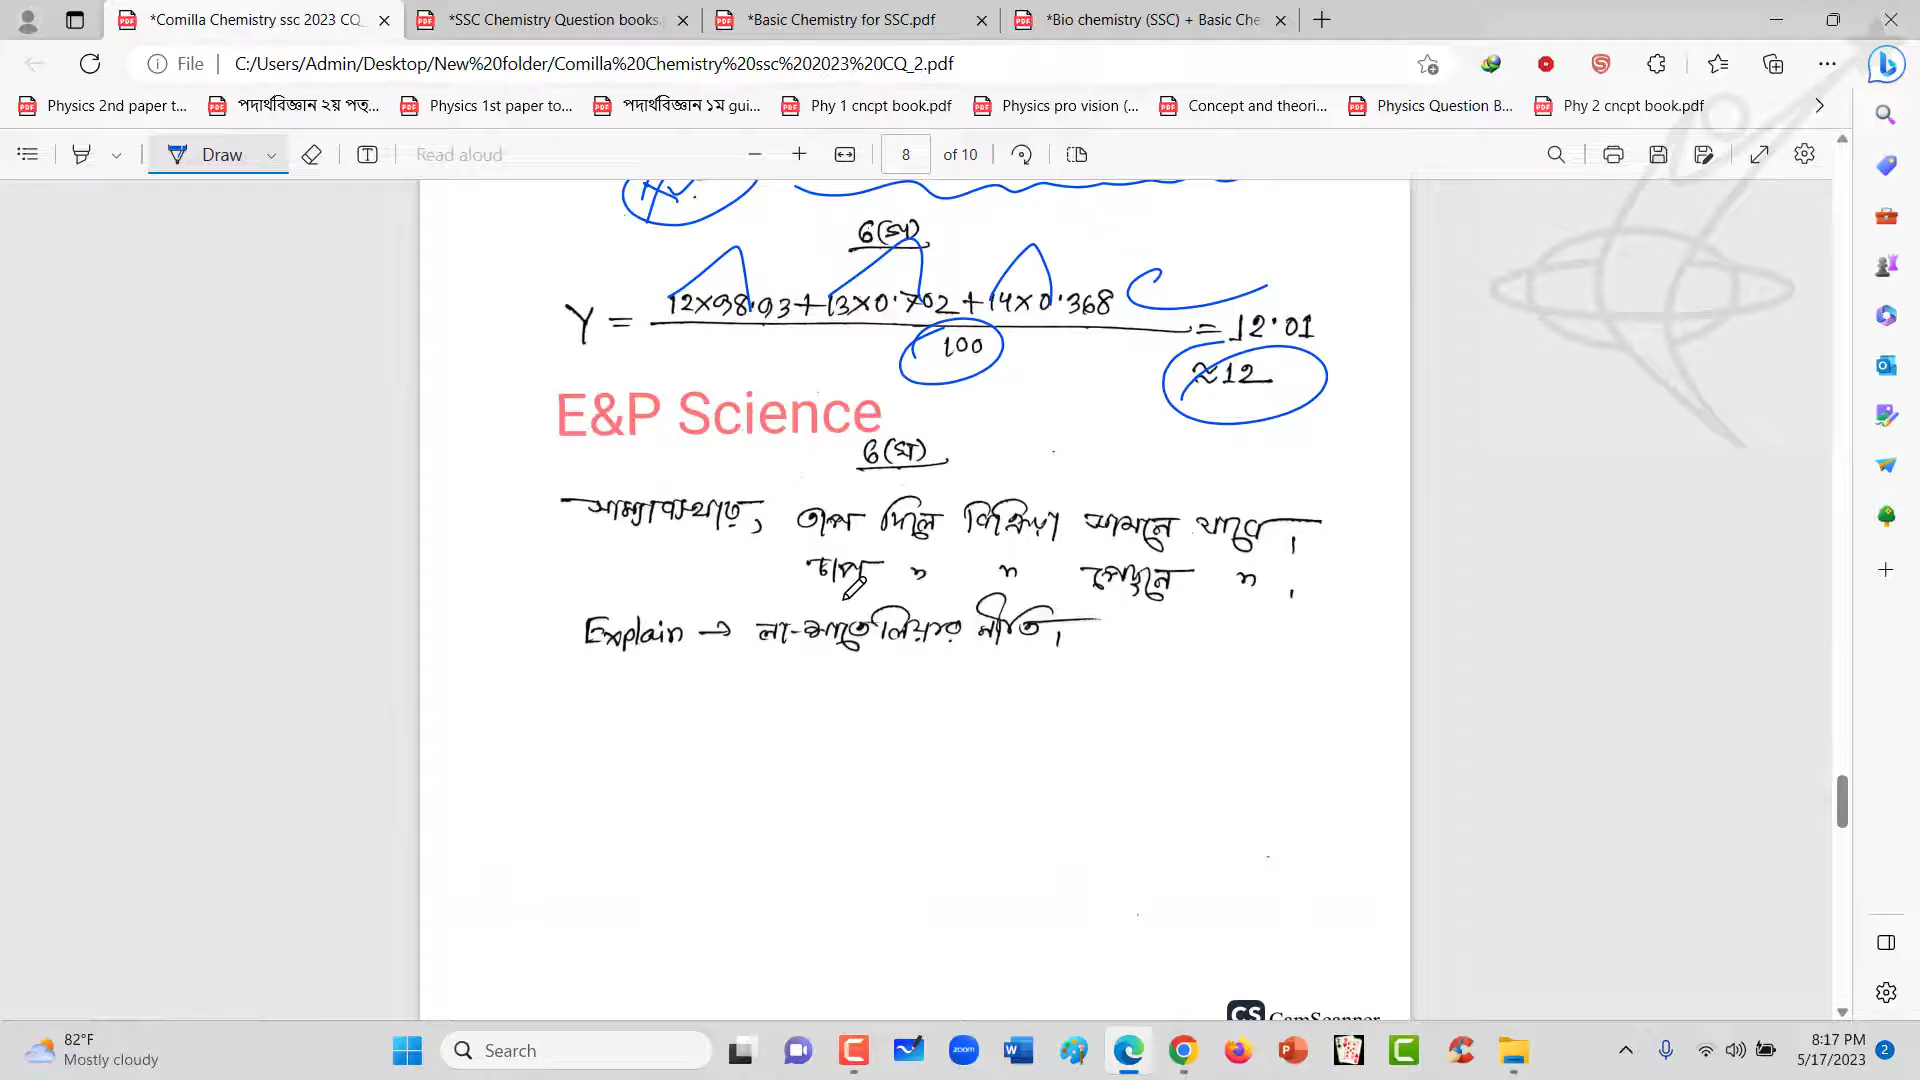 *Comilla Chemistry ssc 2023 CQ_
*SSC Chemistry Question books.
*Basic Chemistry for SSC.pdf
*Bio chemistry (SSC) + Basic Che
File
C:/Users/Admin/Desktop/New%20folder/Comilla%20Chemistry%20ssc%202023%20CQ_2.pdf
Physics 2nd paper t...
পদার্থবিজ্ঞান ২য় পত্...
Physics 1st paper to...
পদার্থবিজ্ঞান ১ম gui...
Phy 1 cncpt book.pdf
Physics pro vision (...
Concept and theori...
Physics Question B...
Phy 2 cncpt book.pdf
Draw
Read aloud
8
of 10
6(গ)
Y = 12×98.93+13×0.702+14×0.368 = 12.01
100
≈12
E&P Science
6(ঘ)
সাম্যাবস্থায়, তাপ দিলে বিক্রিয়া সামনে যাবে।
চাপ " " পেছনে " ।
Explain → লা-শাতেলিয়ার নীতি।
CS CamScanner
82°F
Mostly cloudy
Search
zoom
8:17 PM
5/17/2023
2